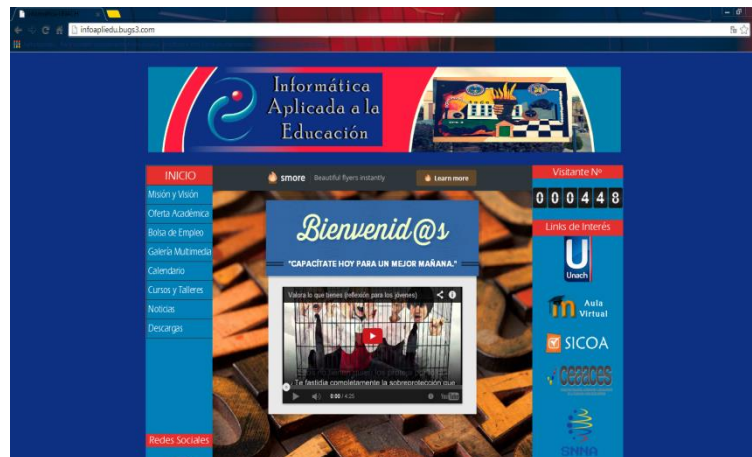 infoapliedu.bugs3.com
Informática
Aplicada a la
Educación
INICIO
Misión y Visión
Oferta Académica
Bolsa de Empleo
Galería Multimedia
Calendario
Cursos y Talleres
Noticias
Descargas
Redes Sociales
smore Beautiful flyers instantly Learn more
Bienvenid@s
"CAPACÍTATE HOY PARA UN MEJOR MAÑANA."
Valora lo que tienes (reflexión para los jóvenes)
Te fastidia completamente la sobreprotección que
0:00 / 4:25 YouTube
Visitante Nº
000448
Links de Interés
Unach
Aula
Virtual
SICOA
ceaaces
SNNA